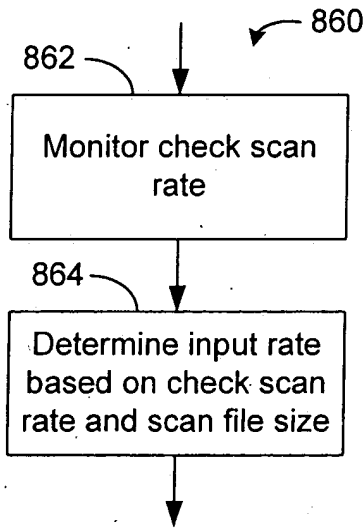 860
862
Monitor check scan
rate
864
Determine input rate
based on check scan
rate and scan file size